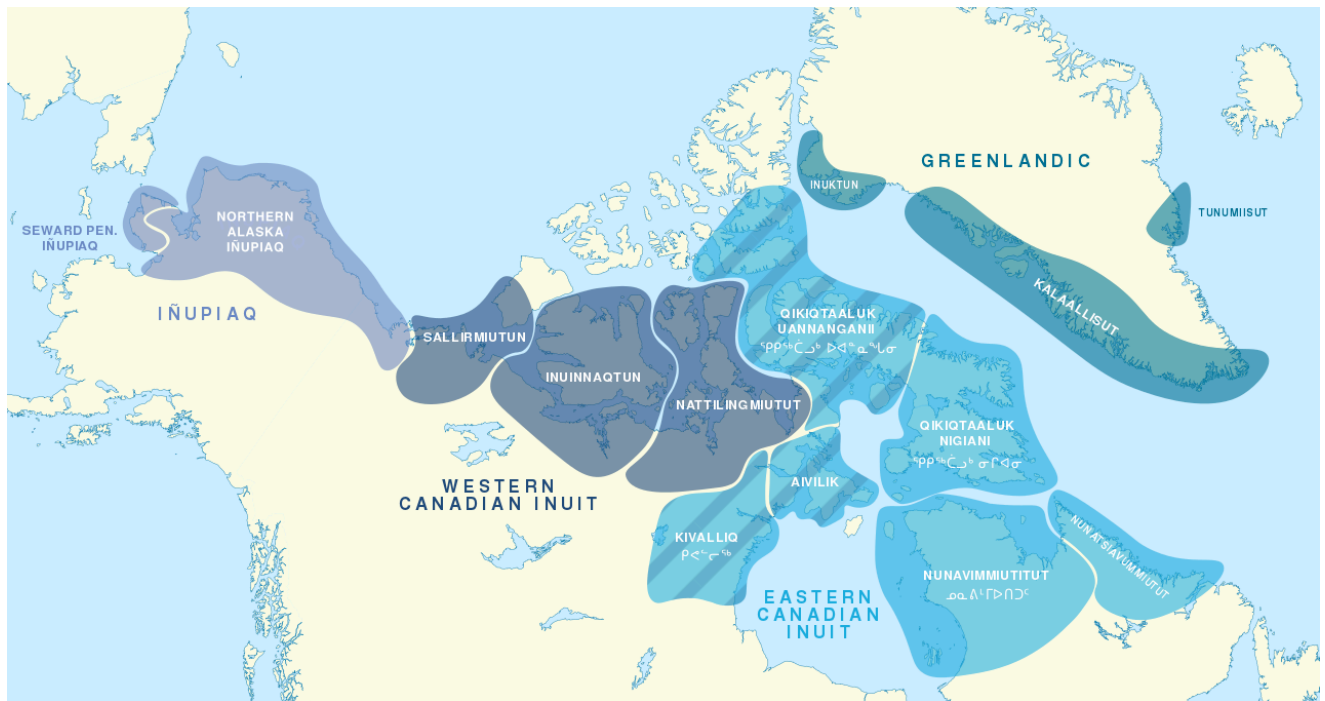 SEWARD PEN.
IÑUPIAQ
NORTHERN
ALASKA
IÑUPIAQ
IÑUPIAQ
SALLIRMIUTUN
INUINNAQTUN
NATTILINGMIUTUT
WESTERN
CANADIAN INUIT
QIKIQTAALUK
UANNANGANII
ᕿᑭᖅᑖᓗᒃ ᐅᐊᓐᓇᖓᓂ
QIKIQTAALUK
NIGIANI
ᕿᑭᖅᑖᓗᒃ ᓂᒋᐊᓂ
AIVILIK
KIVALLIQ
ᑭᕙᓪᓕᖅ
EASTERN
CANADIAN
INUIT
NUNAVIMMIUTITUT
ᓄᓇᕕᒻᒥᐅᑎᑐᑦ
NUNATSIAVUMMIUTUT
GREENLANDIC
INUKTUN
TUNUMIISUT
KALAALLISUT